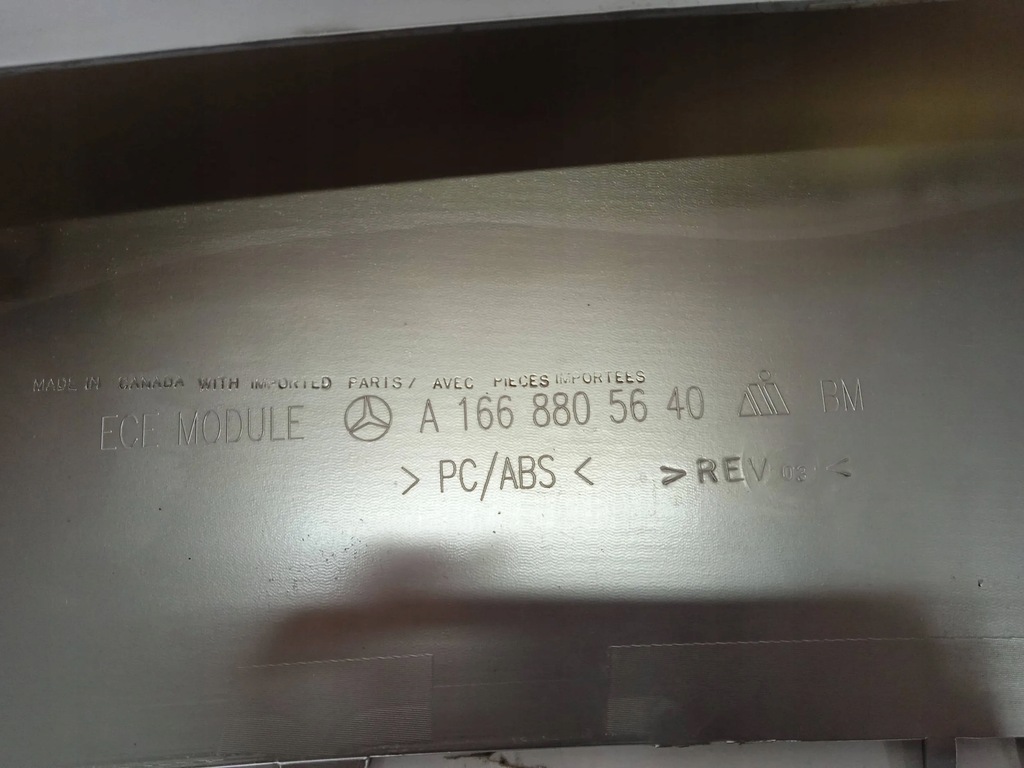 MADE IN CANADA WITH IMPORTED PARTS/ AVEC PIECES IMPORTEES
ECE MODULE A 166 880 56 40 BM
> PC/ABS < > REV 03 <